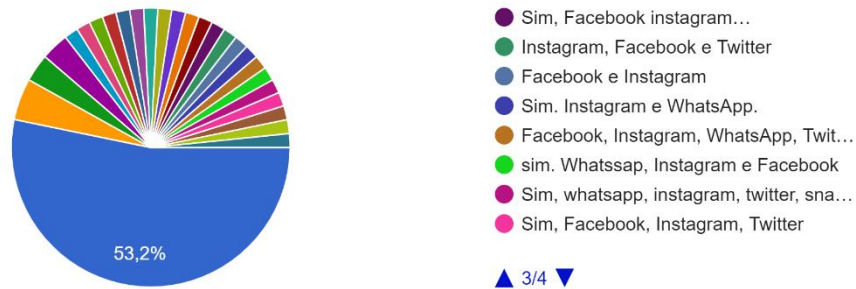 53,2%
Sim, Facebook instagram…
Instagram, Facebook e Twitter
Facebook e Instagram
Sim. Instagram e WhatsApp.
Facebook, Instagram, WhatsApp, Twit…
sim. Whatssap, Instagram e Facebook
Sim, whatsapp, instagram, twitter, sna…
Sim, Facebook, Instagram, Twitter
3/4